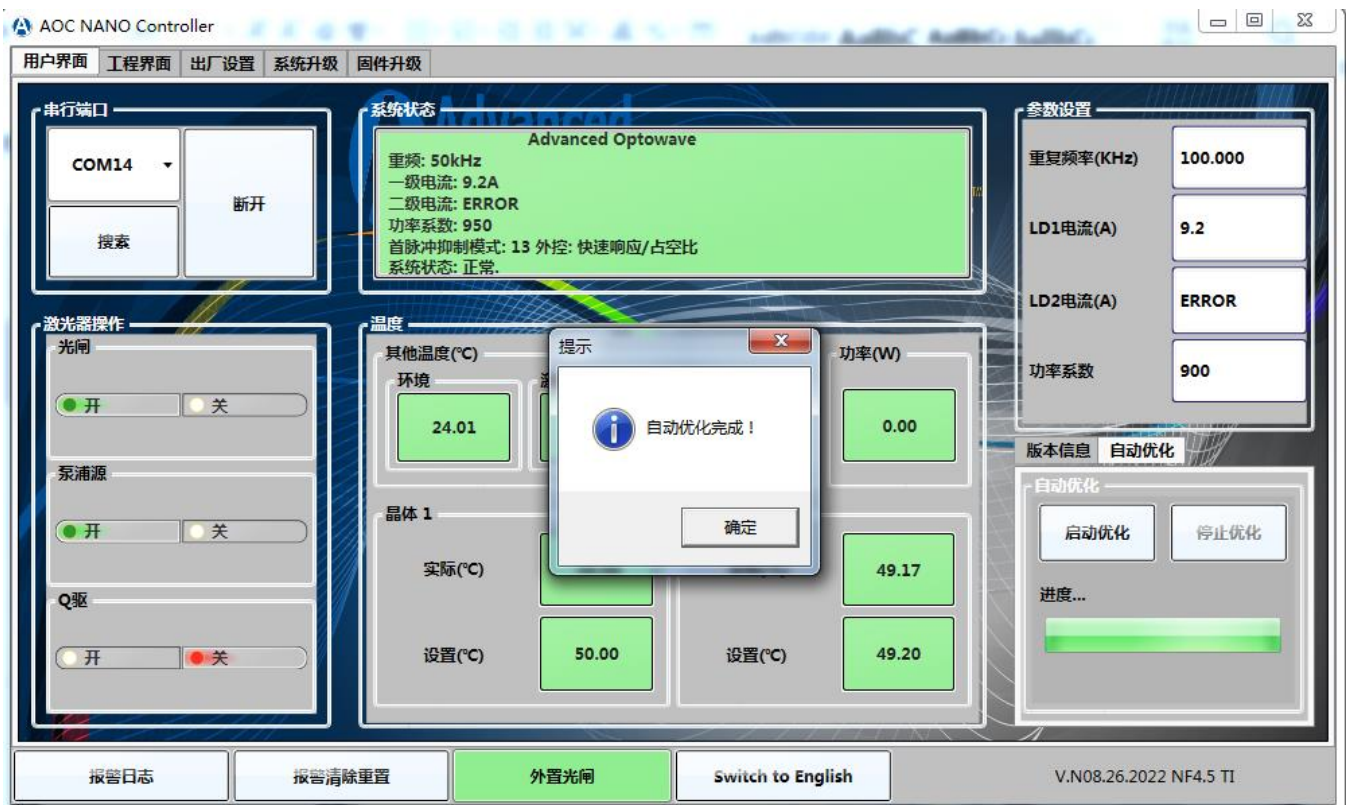 AOC NANO Controller
用户界面 工程界面 出厂设置 系统升级 固件升级
串行端口
COM14
断开
搜索
系统状态
Advanced
Advanced Optowave
重频: 50kHz
一级电流: 9.2A
二级电流: ERROR
功率系数: 950
首脉冲抑制模式: 13 外控: 快速响应/占空比
系统状态: 正常.
参数设置
重复频率(KHz) 100.000
LD1电流(A) 9.2
LD2电流(A) ERROR
功率系数 900
激光器操作
光闸
开 关
泵浦源
开 关
Q驱
开 关
温度
其他温度(℃)
环境
24.01
功率(W)
0.00
提示
自动优化完成！
确定
晶体 1
实际(℃)
49.17
设置(℃) 50.00 设置(℃) 49.20
版本信息 自动优化
自动优化
启动优化 停止优化
进度...
报警日志 报警清除重置 外置光闸 Switch to English V.N08.26.2022 NF4.5 TI